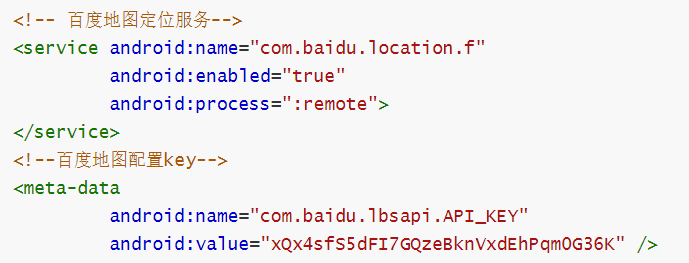 <!-- 百度地图定位服务-->
<service android:name="com.baidu.location.f"
android:enabled="true"
android:process=":remote">
</service>
<!--百度地图配置key-->
<meta-data
android:name="com.baidu.lbsapi.API_KEY"
android:value="xQx4sfS5dFI7GQzeBknVxdEhPqmOG36K" />